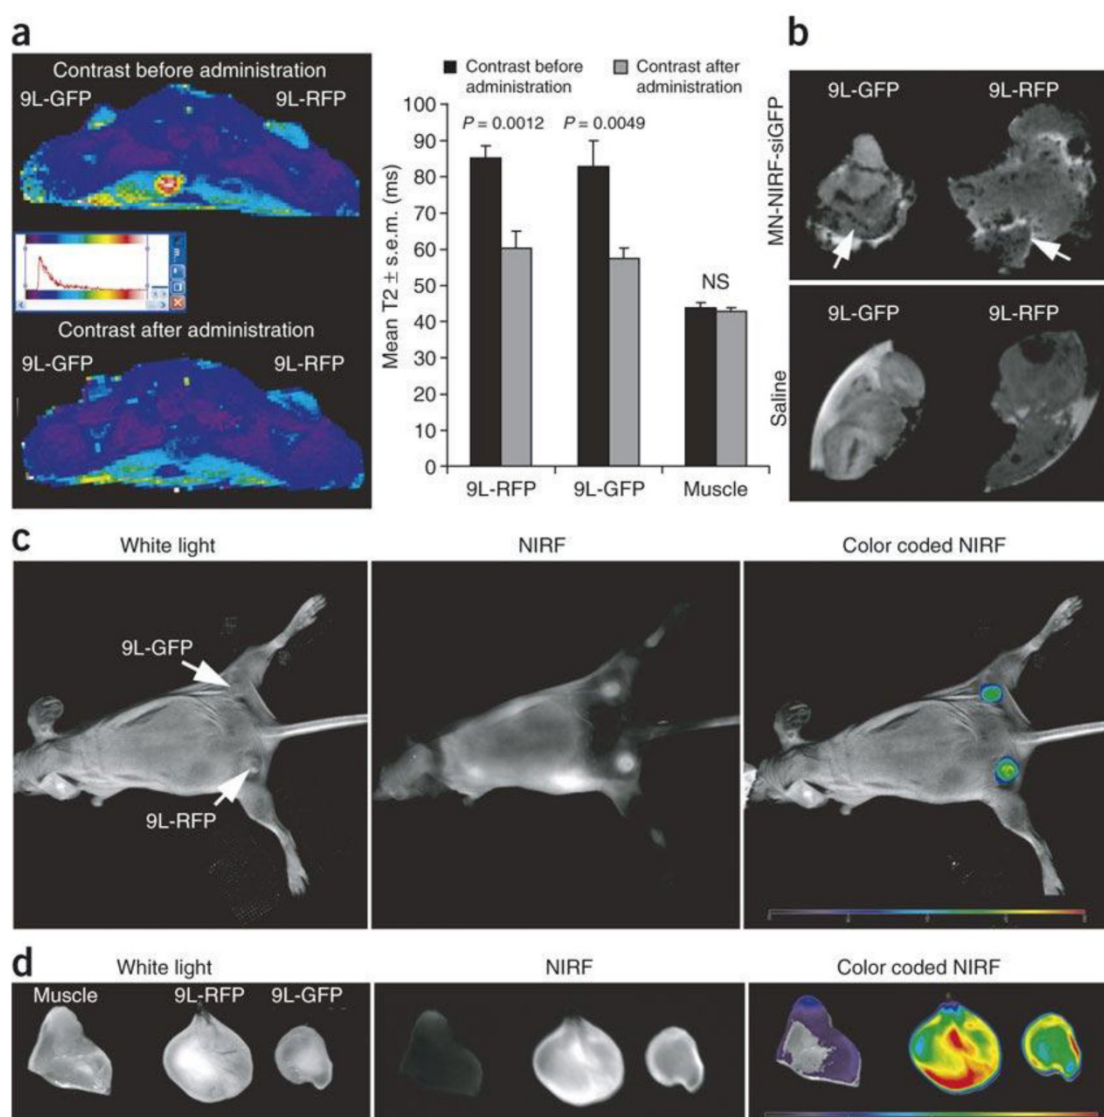 a
Contrast before administration
9L-GFP 9L-RFP
Contrast after administration
9L-GFP 9L-RFP
Contrast before administration
Contrast after administration
P = 0.0012 P = 0.0049
NS
Mean T2 ± s.e.m. (ms)
100
90
80
70
60
50
40
30
20
10
0
9L-RFP 9L-GFP Muscle
b
9L-GFP 9L-RFP
MN-NIRF-siGFP
9L-GFP 9L-RFP
Saline
c
White light NIRF Color coded NIRF
9L-GFP
9L-RFP
d
White light NIRF Color coded NIRF
Muscle 9L-RFP 9L-GFP